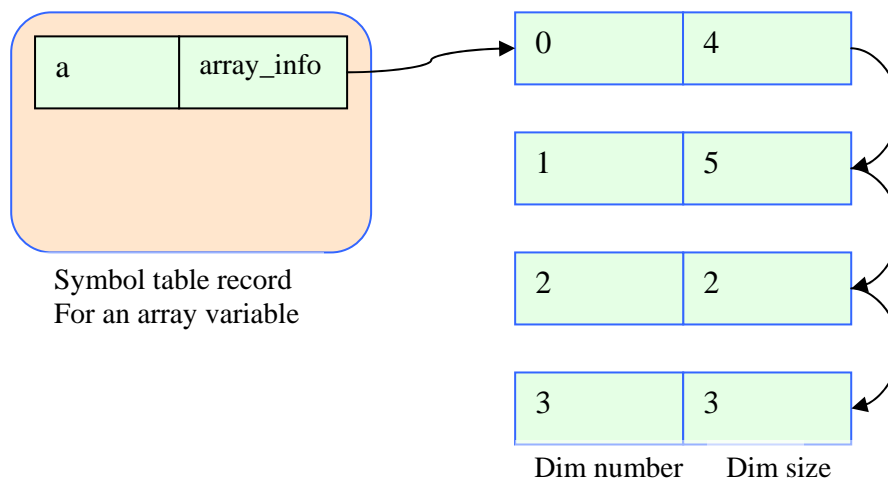 a array_info
0 4
1 5
2 2
3 3
Symbol table record
For an array variable
Dim number Dim size